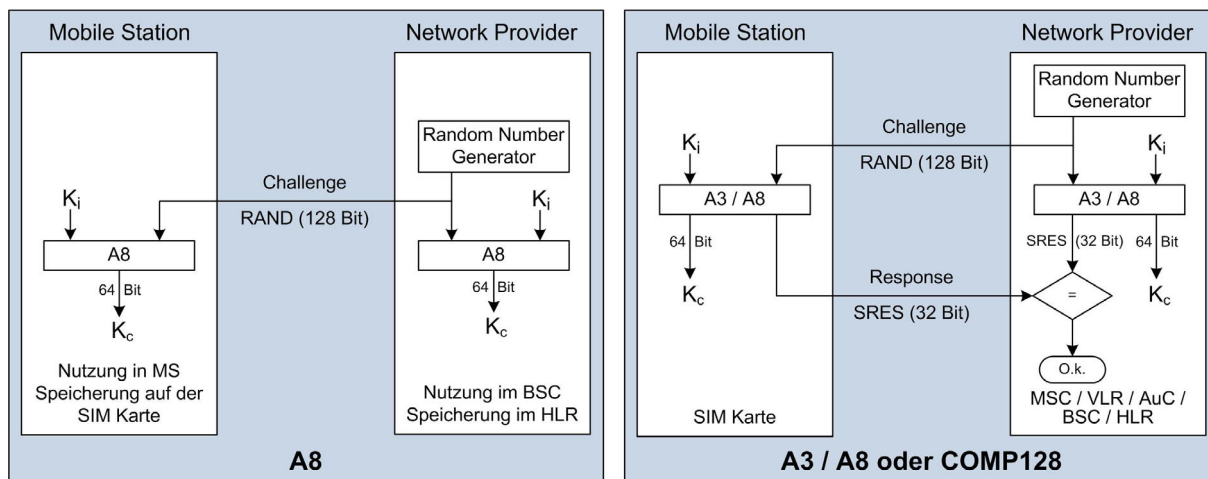 Mobile Station
Network Provider
Random Number
Generator
Challenge
RAND (128 Bit)
Ki
Ki
A8
A8
64 Bit
64 Bit
Kc
Kc
Nutzung in MS
Speicherung auf der
SIM Karte
Nutzung im BSC
Speicherung im HLR
A8
Mobile Station
Network Provider
Random Number
Generator
Challenge
RAND (128 Bit)
Ki
Ki
A3 / A8
A3 / A8
64 Bit
SRES (32 Bit)
64 Bit
Kc
Response
SRES (32 Bit)
=
Kc
O.k.
SIM Karte
MSC / VLR / AuC /
BSC / HLR
A3 / A8 oder COMP128